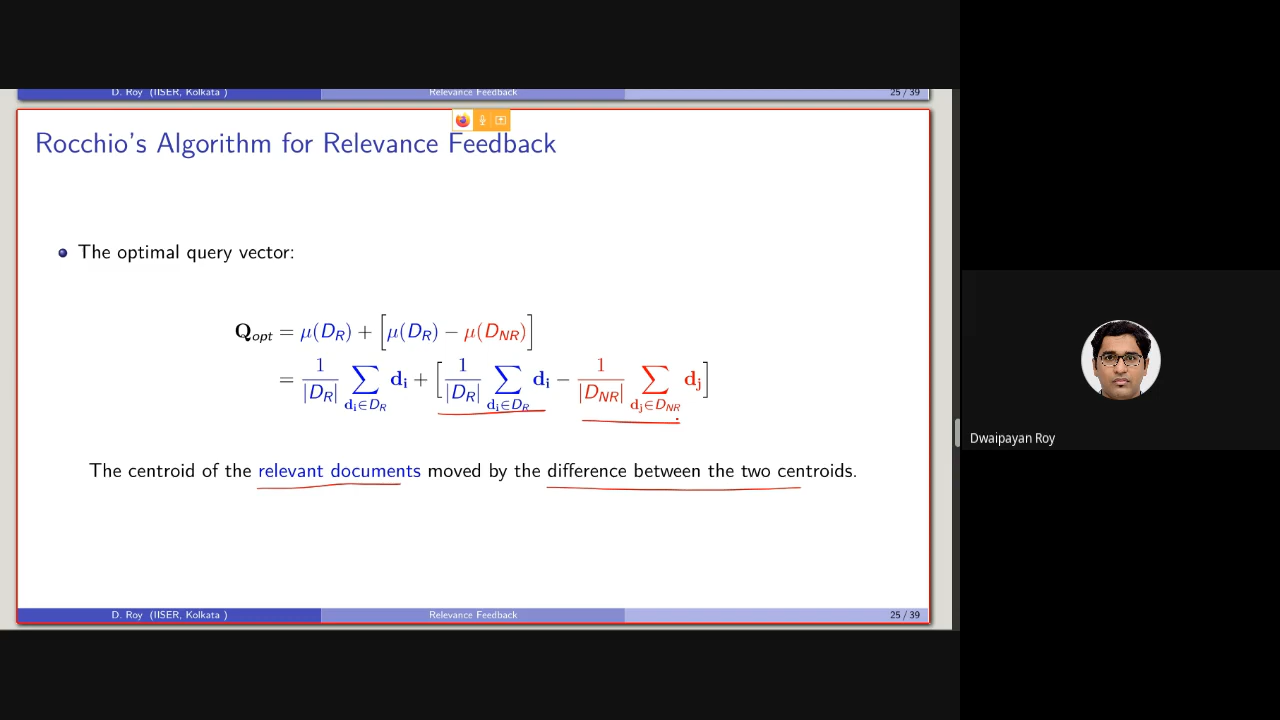 D. Roy (IISER, Kolkata ) Relevance Feedback 25 / 39
Rocchio's Algorithm for Relevance Feedback
The optimal query vector:
Q_opt = μ(D_R) + [μ(D_R) − μ(D_NR)]
= 1/|D_R| ∑_{d_i∈D_R} d_i + [1/|D_R| ∑_{d_i∈D_R} d_i − 1/|D_NR| ∑_{d_j∈D_NR} d_j]
The centroid of the relevant documents moved by the difference between the two centroids.
D. Roy (IISER, Kolkata ) Relevance Feedback 25 / 39
Dwaipayan Roy